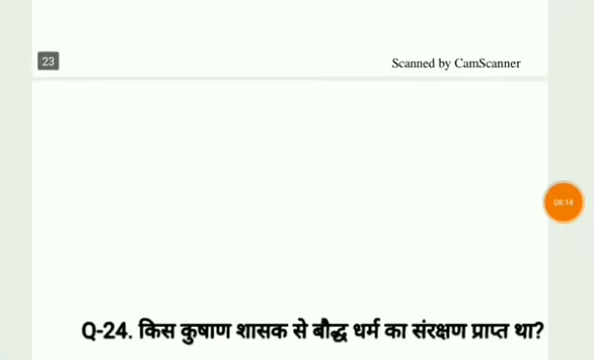 23
Scanned by CamScanner
08:14
Q-24. किस कुषाण शासक से बौद्ध धर्म का संरक्षण प्राप्त था?